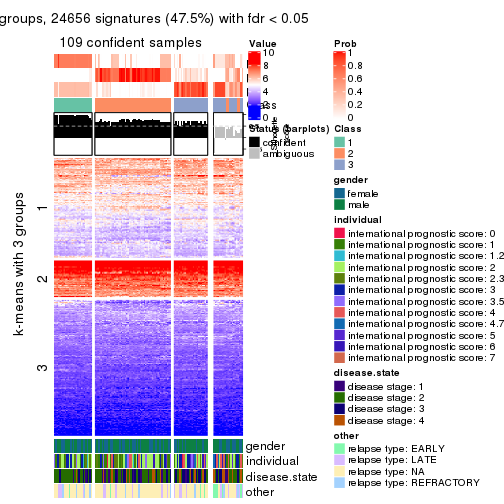 groups, 24656 signatures (47.5%) with fdr < 0.05
109 confident samples
k-means with 3 groups
1
2
3
gender
individual
disease.state
other
Value
10
8
6
4
2
0
Status (barplots)
confident
ambiguous
Prob
1
0.8
0.6
0.4
0.2
0
Class
1
2
3
gender
female
male
individual
international prognostic score: 0
international prognostic score: 1
international prognostic score: 1.2
international prognostic score: 2
international prognostic score: 2.3
international prognostic score: 3
international prognostic score: 3.5
international prognostic score: 4
international prognostic score: 4.7
international prognostic score: 5
international prognostic score: 6
international prognostic score: 7
disease.state
disease stage: 1
disease stage: 2
disease stage: 3
disease stage: 4
other
relapse type: EARLY
relapse type: LATE
relapse type: NA
relapse type: REFRACTORY